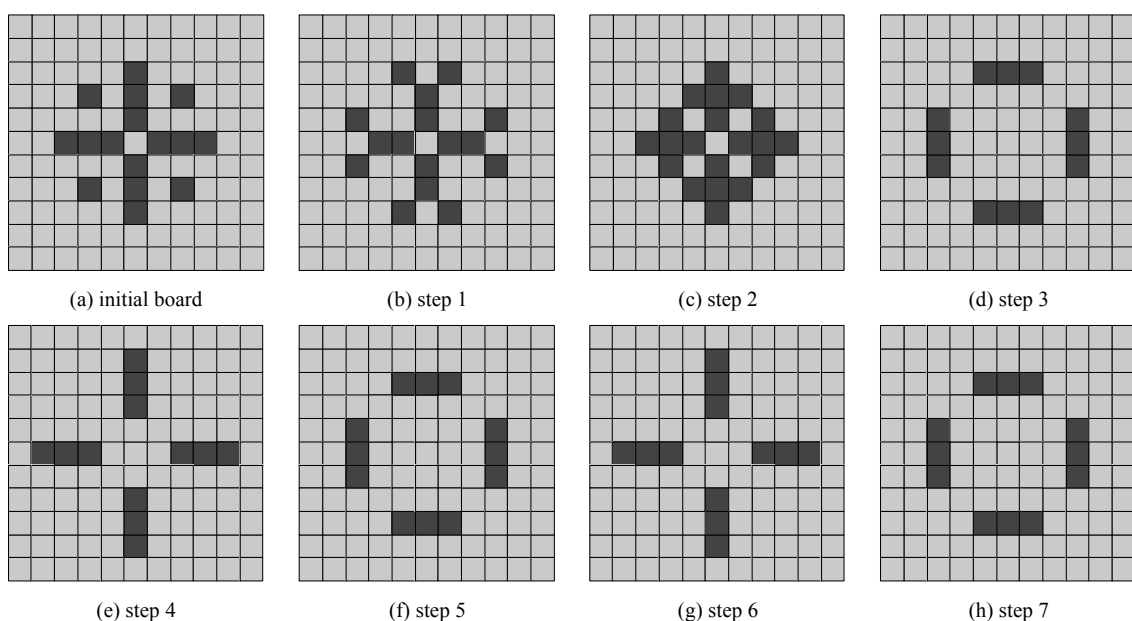 (a) initial board
(b) step 1
(c) step 2
(d) step 3
(e) step 4
(f) step 5
(g) step 6
(h) step 7